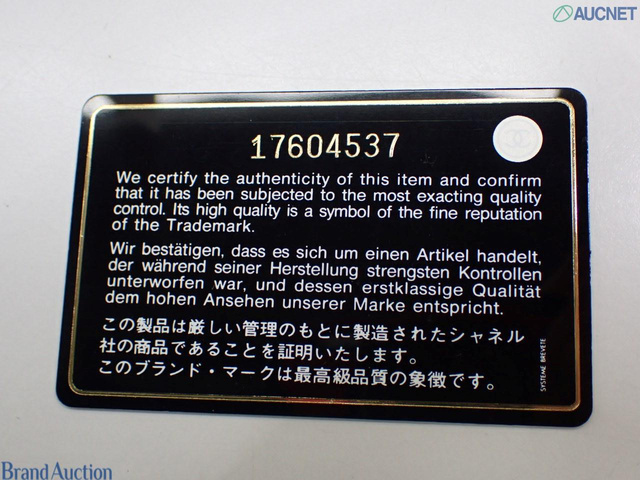 AUCNET
17604537
We certify the authenticity of this item and confirm
that it has been subjected to the most exacting quality
control. Its high quality is a symbol of the fine reputation
of the Trademark.
Wir bestätigen, dass es sich um einen Artikel handelt,
der während seiner Herstellung strengsten Kontrollen
unterworfen war, und dessen erstklassige Qualität
dem hohen Ansehen unserer Marke entspricht.
この製品は厳しい管理のもとに製造されたシャネル
社の商品であることを証明いたします。
このブランド・マークは最高級品質の象徴です。
SYSTEME BREVETE
Brand Auction